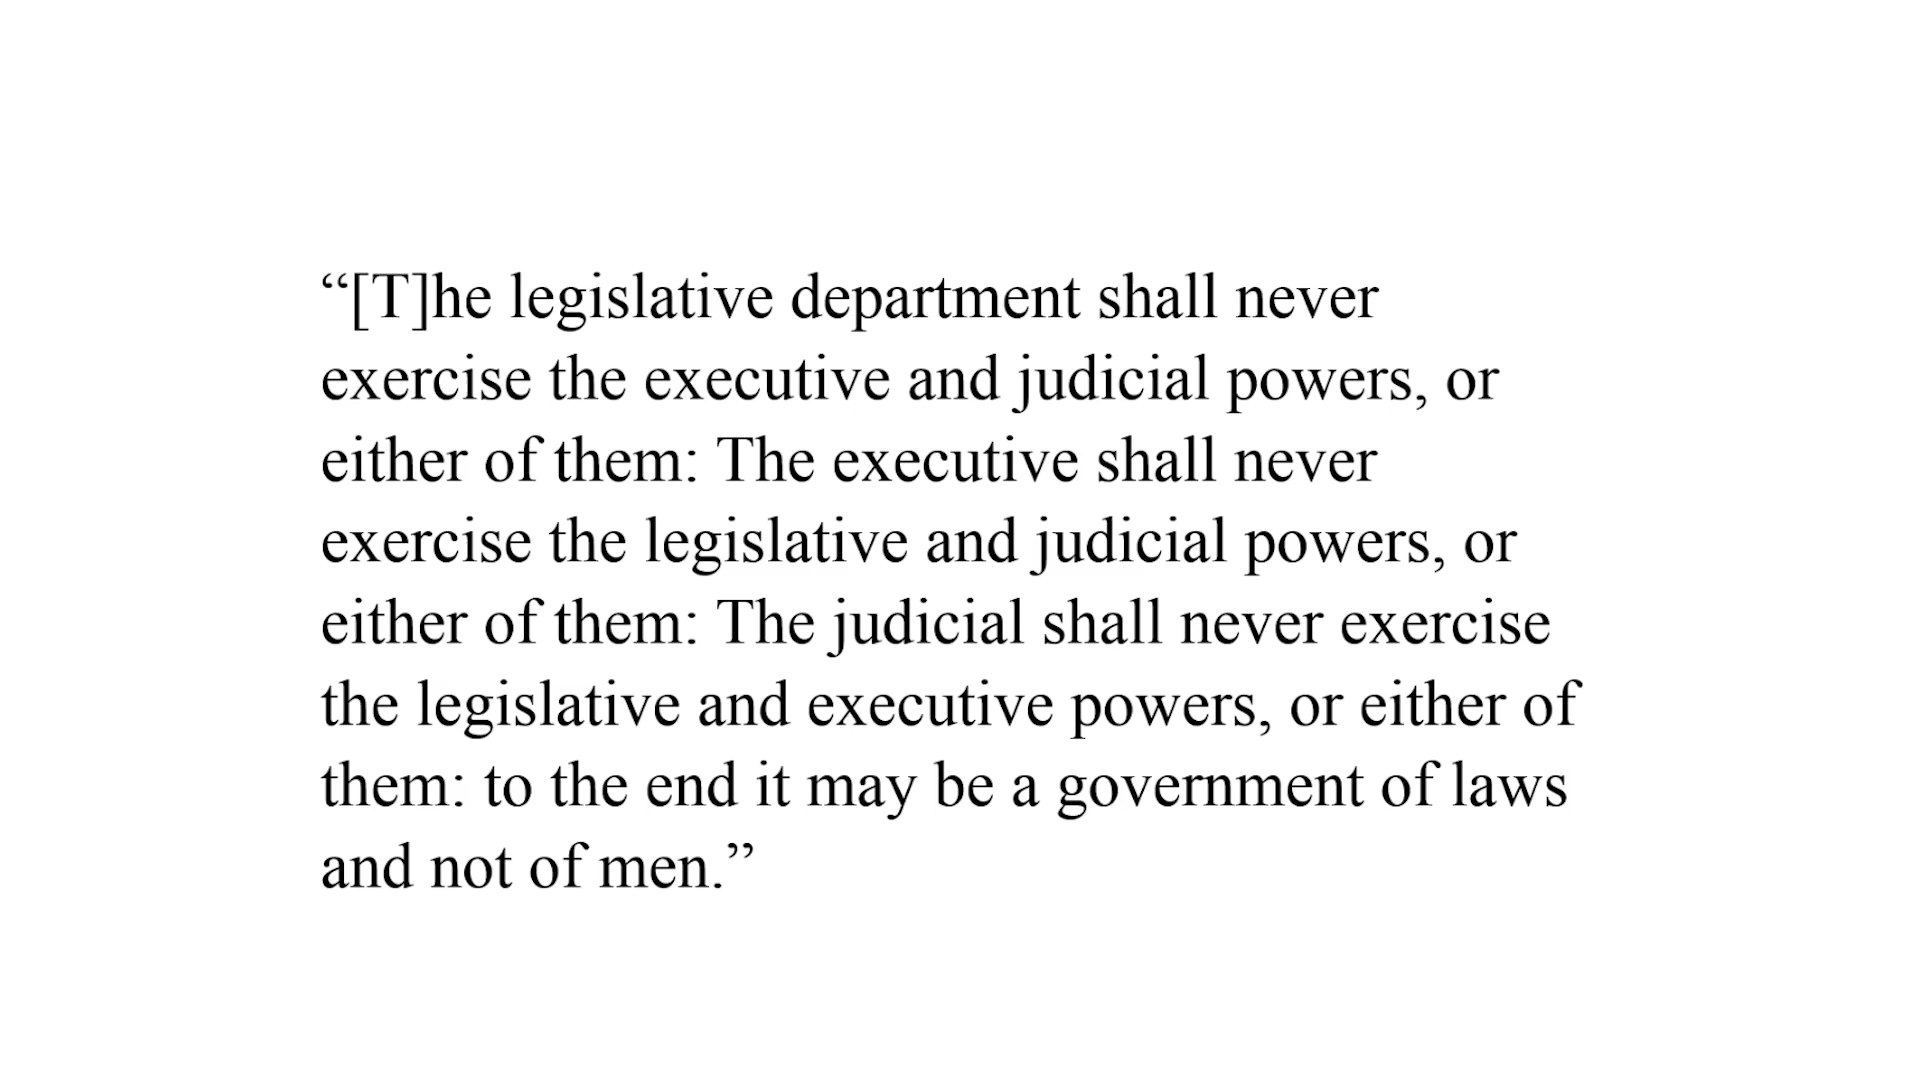 “[T]he legislative department shall never
exercise the executive and judicial powers, or
either of them: The executive shall never
exercise the legislative and judicial powers, or
either of them: The judicial shall never exercise
the legislative and executive powers, or either of
them: to the end it may be a government of laws
and not of men.”